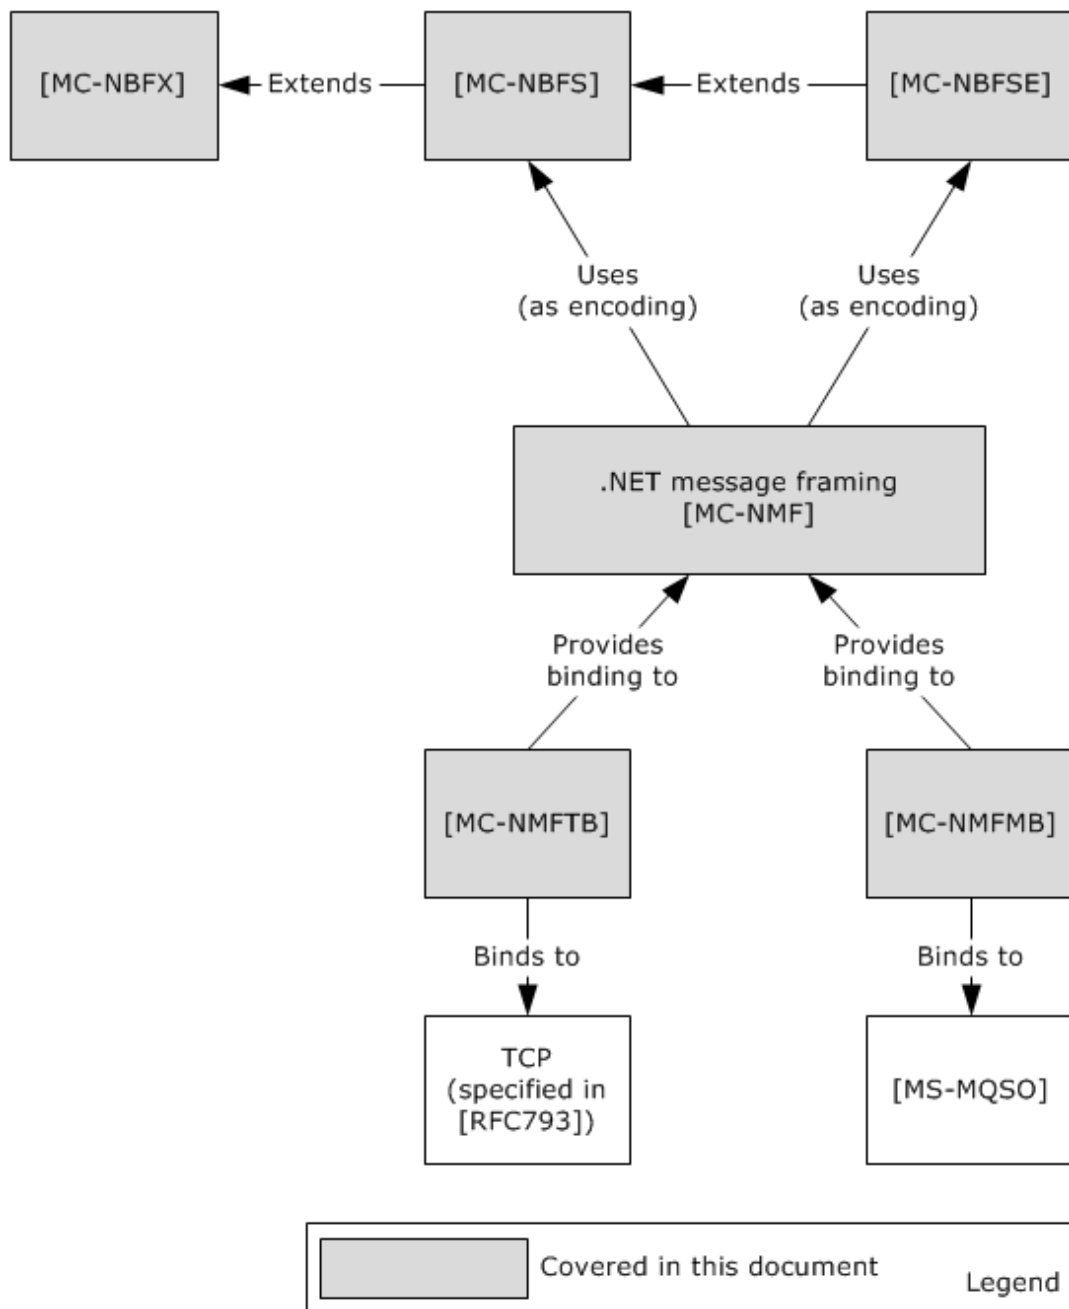 [MC-NBFX]
Extends
[MC-NBFS]
Extends
[MC-NBFSE]
Uses
(as encoding)
Uses
(as encoding)
.NET message framing
[MC-NMF]
Provides
binding to
Provides
binding to
[MC-NMFTB]
[MC-NMFMB]
Binds to
Binds to
TCP
(specified in
[RFC793])
[MS-MQSO]
Covered in this document
Legend